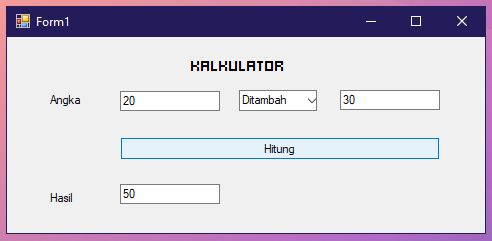 Form1
KALKULATOR
Angka 20 Ditambah 30
Hitung
Hasil 50